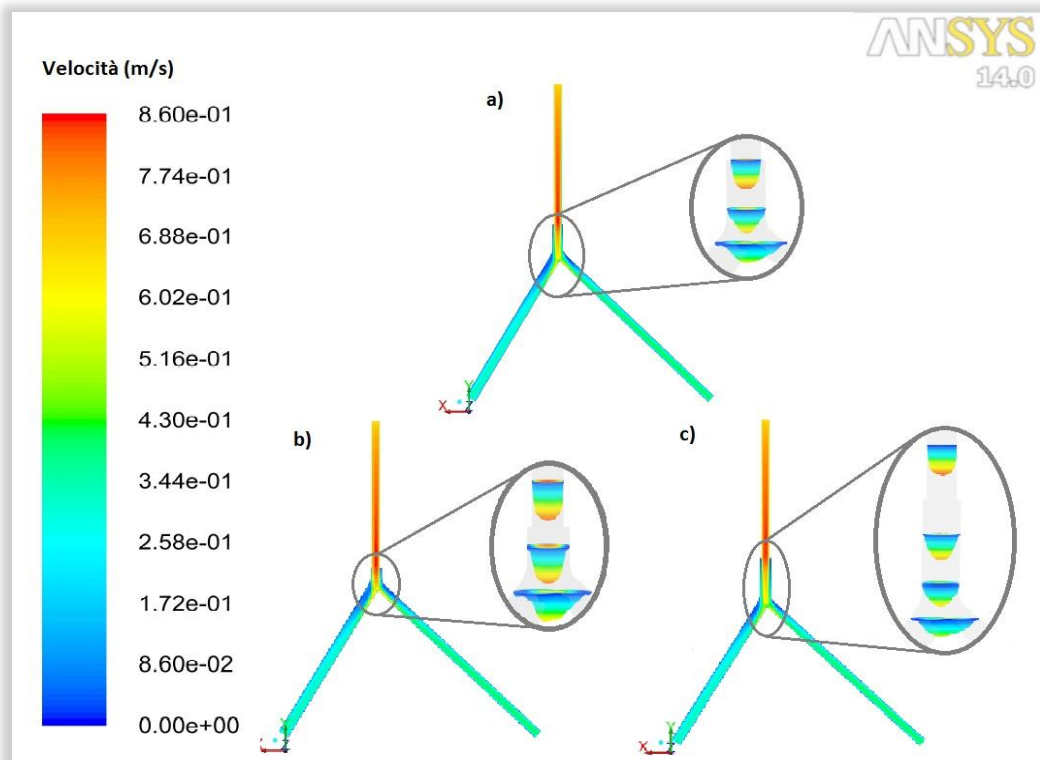 ANSYS
14.0
Velocità (m/s)
8.60e-01
7.74e-01
6.88e-01
6.02e-01
5.16e-01
4.30e-01
3.44e-01
2.58e-01
1.72e-01
8.60e-02
0.00e+00
a)
Y
X
Z
b)
Y
Z
c)
Y
X
Z